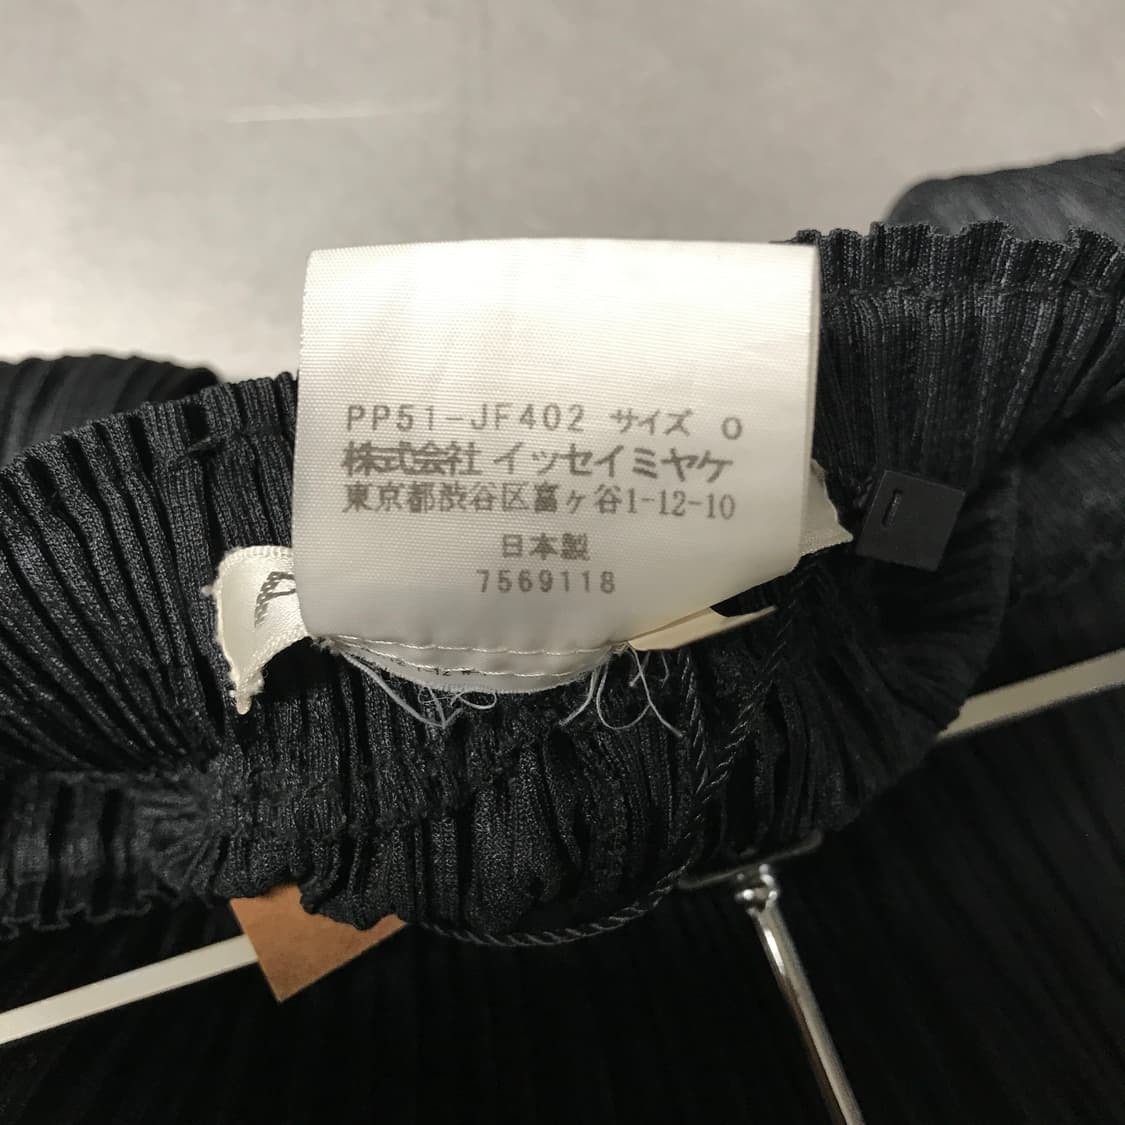 PP51-JF402 サイズ 0
株式会社 イッセイミヤケ
東京都渋谷区富ヶ谷1-12-10
日本製
7569118